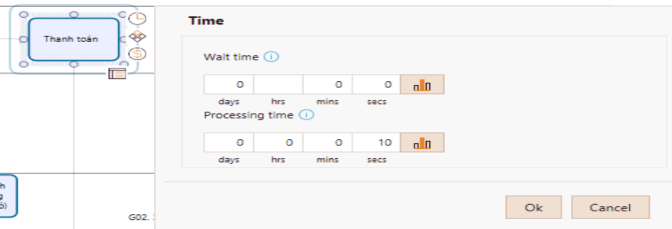 Thanh toán
Time
Wait time
0 0 0
days hrs mins secs
Processing time
0 0 0 10
days hrs mins secs
h
g
ó)
G02.
Ok Cancel